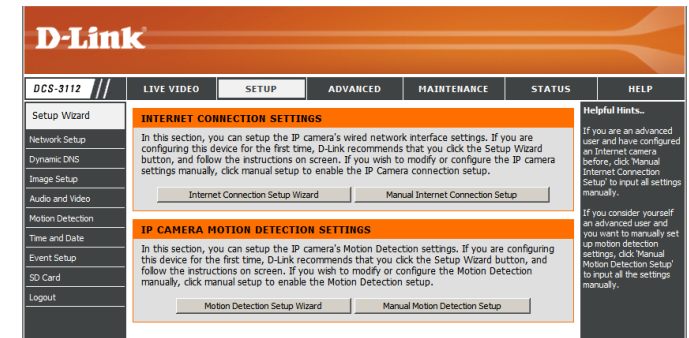 D-Link
DCS-3112
LIVE VIDEO
SETUP
ADVANCED
MAINTENANCE
STATUS
HELP
Setup Wizard
Network Setup
Dynamic DNS
Image Setup
Audio and Video
Motion Detection
Time and Date
Event Setup
SD Card
Logout
INTERNET CONNECTION SETTINGS
In this section, you can setup the IP camera's wired network interface settings. If you are
configuring this device for the first time, D-Link recommends that you click the Setup Wizard
button, and follow the instructions on screen. If you wish to modify or configure the IP camera
settings manually, click manual setup to enable the IP Camera connection setup.
Internet Connection Setup Wizard
Manual Internet Connection Setup
IP CAMERA MOTION DETECTION SETTINGS
In this section, you can setup the IP camera's Motion Detection settings. If you are configuring
this device for the first time, D-Link recommends that you click the Setup Wizard button, and
follow the instructions on screen. If you wish to modify or configure the Motion Detection
manually, click manual setup to enable the Motion Detection setup.
Motion Detection Setup Wizard
Manual Motion Detection Setup
Helpful Hints..
If you are an advanced
user and have configured
an Internet camera
before, click 'Manual
Internet Connection
Setup' to input all settings
manually.
If you consider yourself
an advanced user and
you want to manually set
up motion detection
settings, click 'Manual
Motion Detection Setup'
to input all the settings
manually.